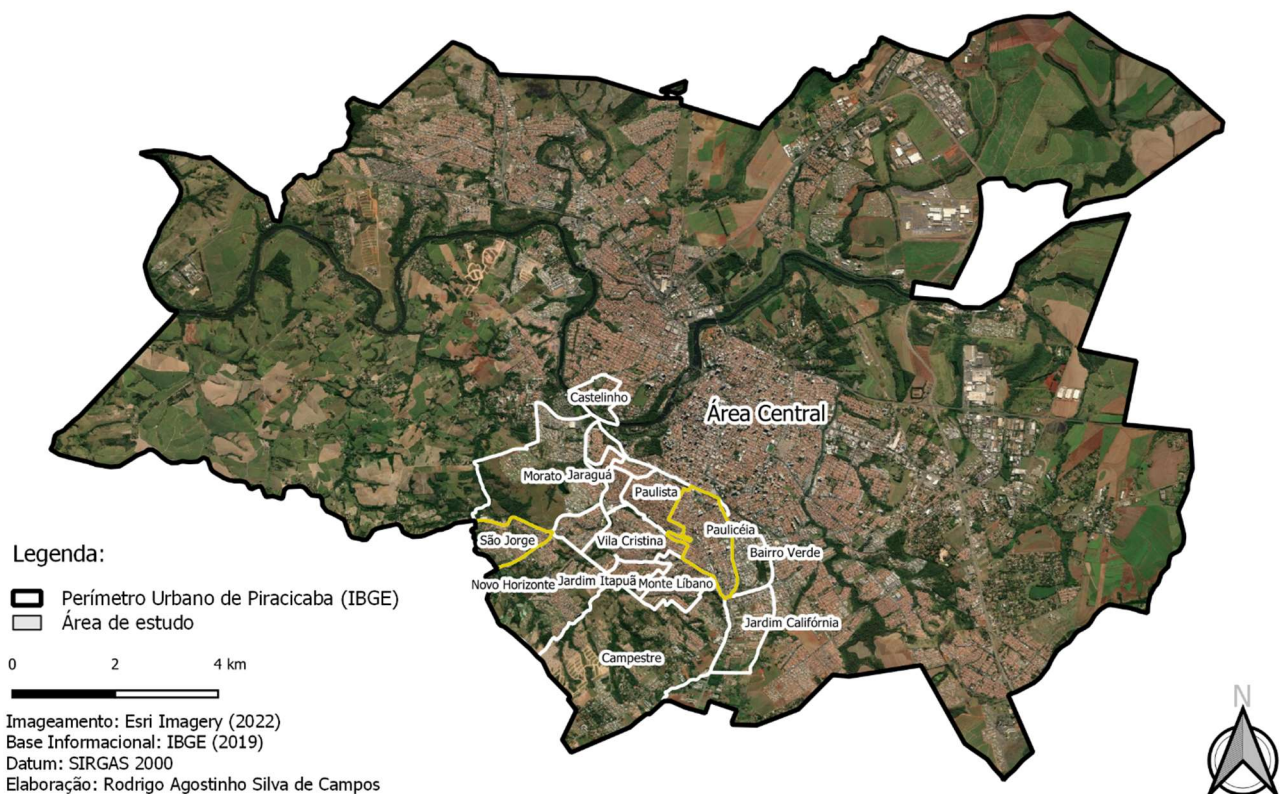 Castelinho
Área Central
Morato
Jaraguá
Paulista
Paulicéia
São Jorge
Vila Cristina
Bairro Verde
Novo Horizonte
Jardim Itapuã
Monte Líbano
Jardim Califórnia
Campestre
Legenda:
Perímetro Urbano de Piracicaba (IBGE)
Área de estudo
0 2 4 km
Imageamento: Esri Imagery (2022)
Base Informacional: IBGE (2019)
Datum: SIRGAS 2000
Elaboração: Rodrigo Agostinho Silva de Campos
N